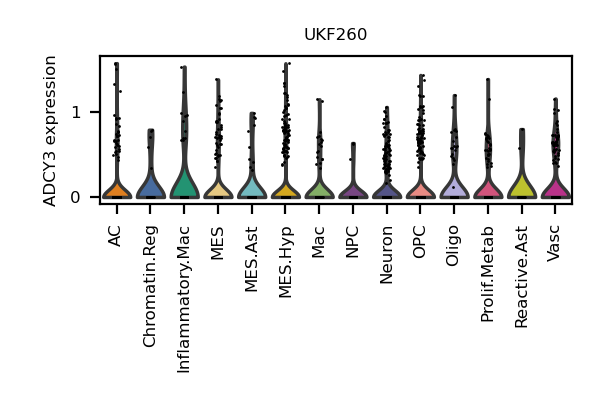 UKF260
ADCY3 expression
1
0
AC
Chromatin.Reg
Inflammatory.Mac
MES
MES.Ast
MES.Hyp
Mac
NPC
Neuron
OPC
Oligo
Prolif.Metab
Reactive.Ast
Vasc